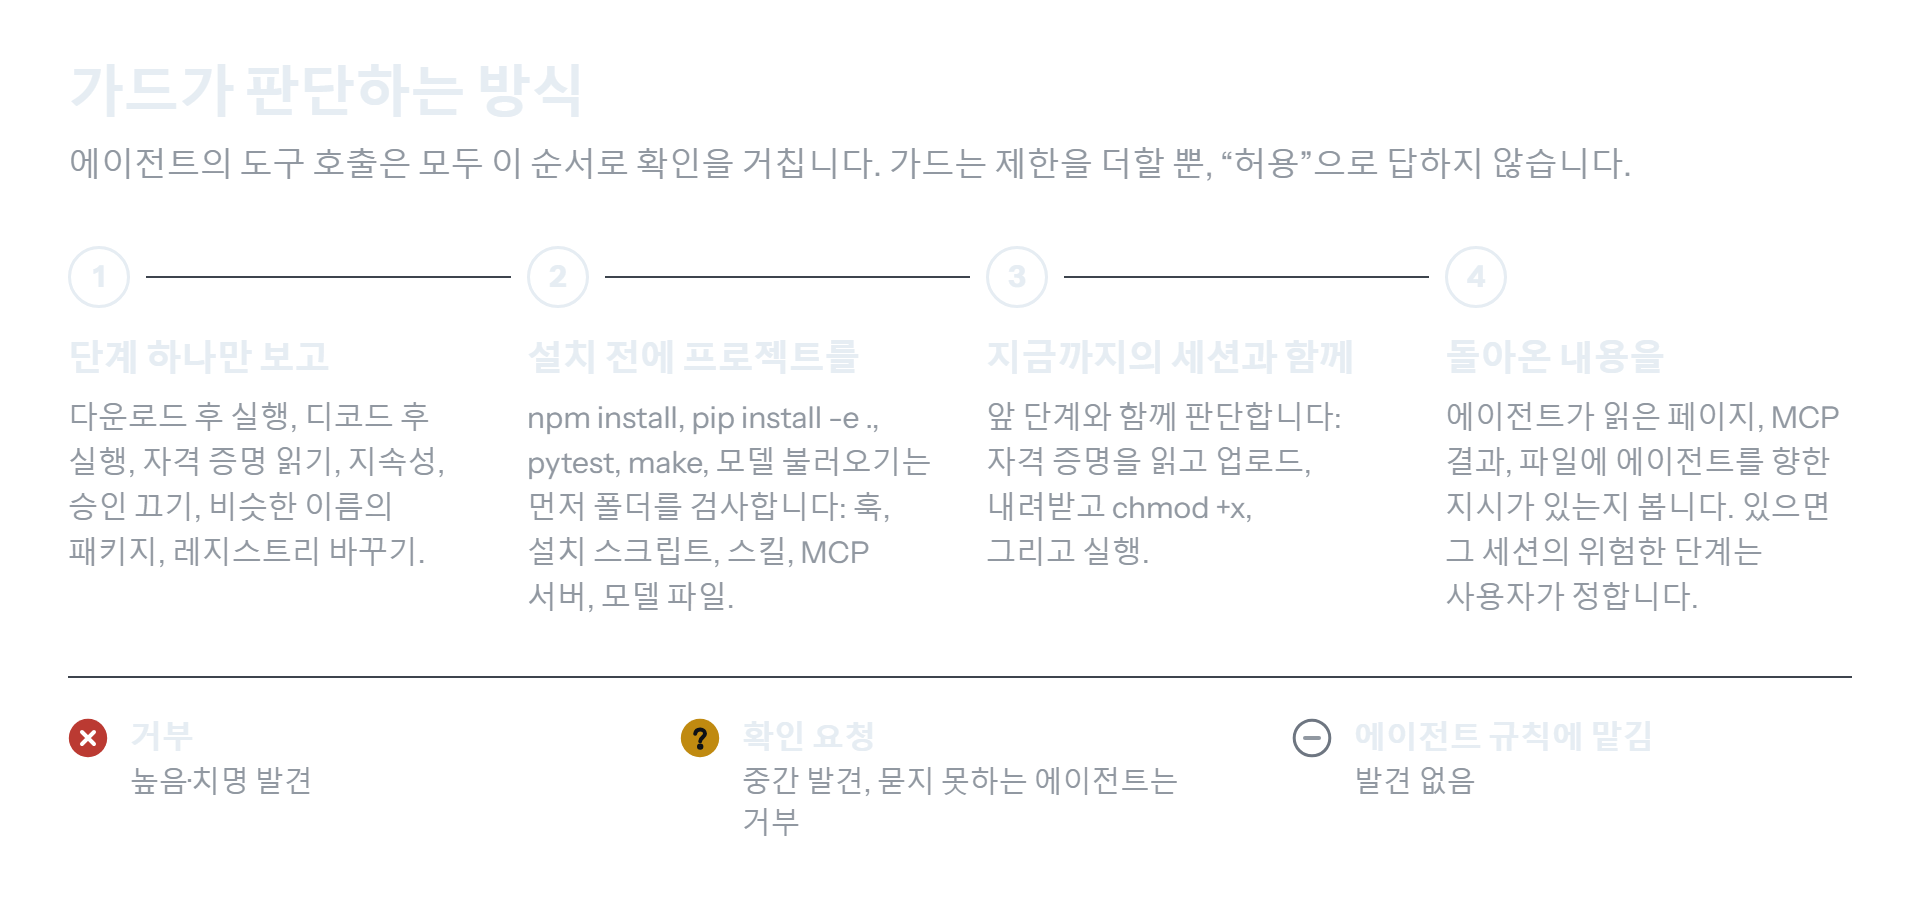 가드가 판단하는 방식
에이전트의 도구 호출은 모두 이 순서로 확인을 거칩니다. 가드는 제한을 더할 뿐, “허용”으로 답하지 않습니다.
1
2
3
4
단계 하나만 보고
다운로드 후 실행, 디코드 후
실행, 자격 증명 읽기, 지속성,
승인 끄기, 비슷한 이름의
패키지, 레지스트리 바꾸기.
설치 전에 프로젝트를
npm install, pip install -e .,
pytest, make, 모델 불러오기는
먼저 폴더를 검사합니다: 훅,
설치 스크립트, 스킬, MCP
서버, 모델 파일.
지금까지의 세션과 함께
앞 단계와 함께 판단합니다:
자격 증명을 읽고 업로드,
내려받고 chmod +x,
그리고 실행.
돌아온 내용을
에이전트가 읽은 페이지, MCP
결과, 파일에 에이전트를 향한
지시가 있는지 봅니다. 있으면
그 세션의 위험한 단계는
사용자가 정합니다.
거부
높음·치명 발견
확인 요청
중간 발견, 묻지 못하는 에이전트는
거부
에이전트 규칙에 맡김
발견 없음